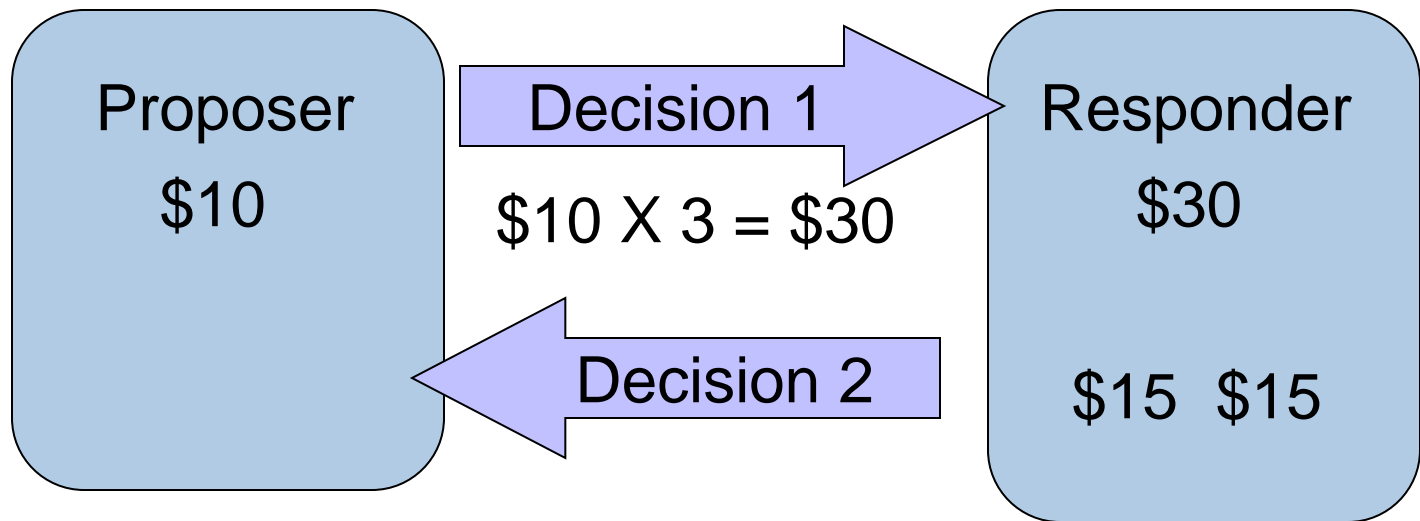 Proposer
$10
Decision 1
$10 X 3 = $30
Decision 2
Responder
$30
$15 $15